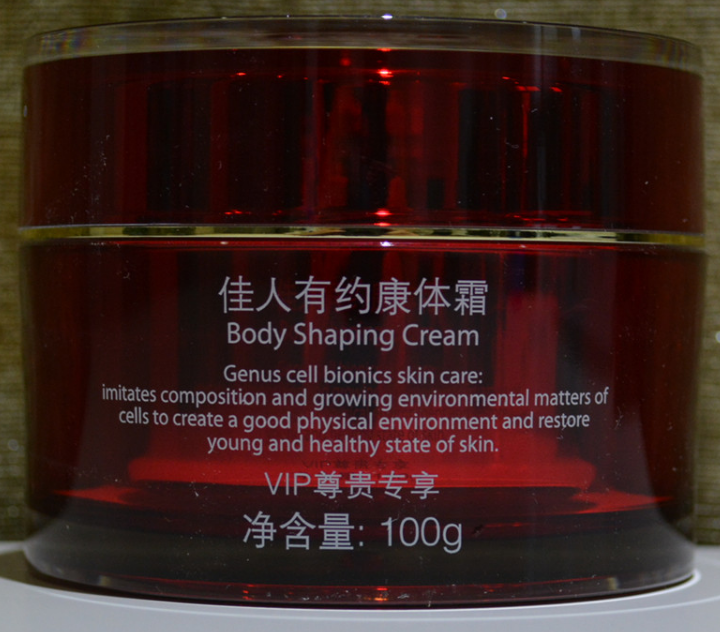 佳人有约康体霜
Body Shaping Cream
Genus cell bionics skin care:
imitates composition and growing environmental matters of
cells to create a good physical environment and restore
young and healthy state of skin.
VIP尊贵专享
净含量: 100g